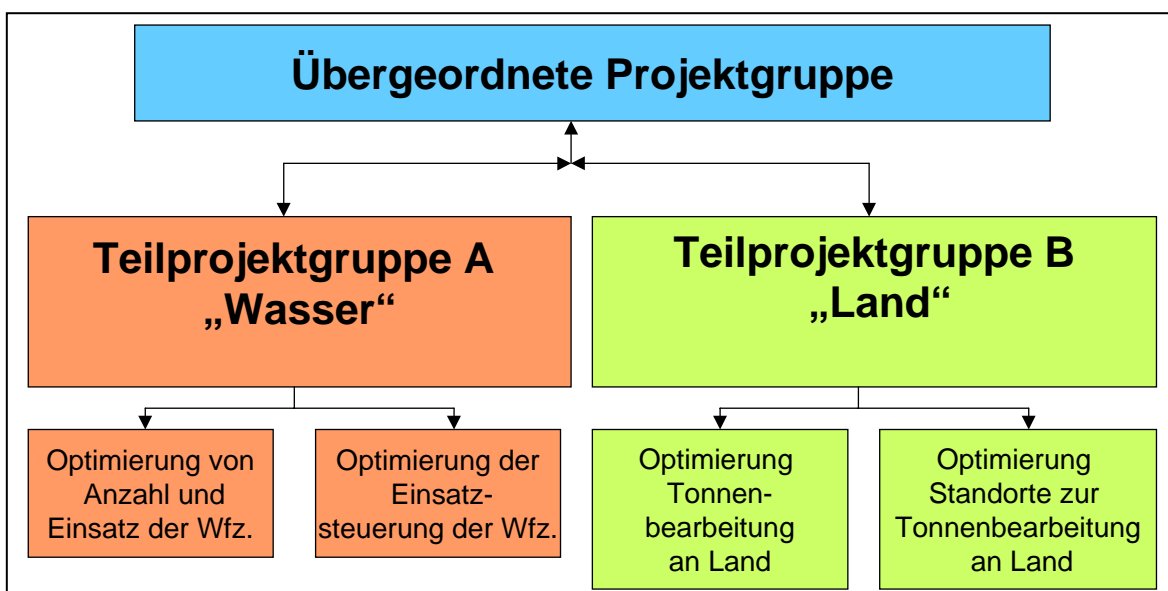 Übergeordnete Projektgruppe
Teilprojektgruppe A
„Wasser“
Teilprojektgruppe B
„Land“
Optimierung von
Anzahl und
Einsatz der Wfz.
Optimierung der
Einsatz-
steuerung der Wfz.
Optimierung
Tonnen-
bearbeitung
an Land
Optimierung
Standorte zur
Tonnenbearbeitung
an Land